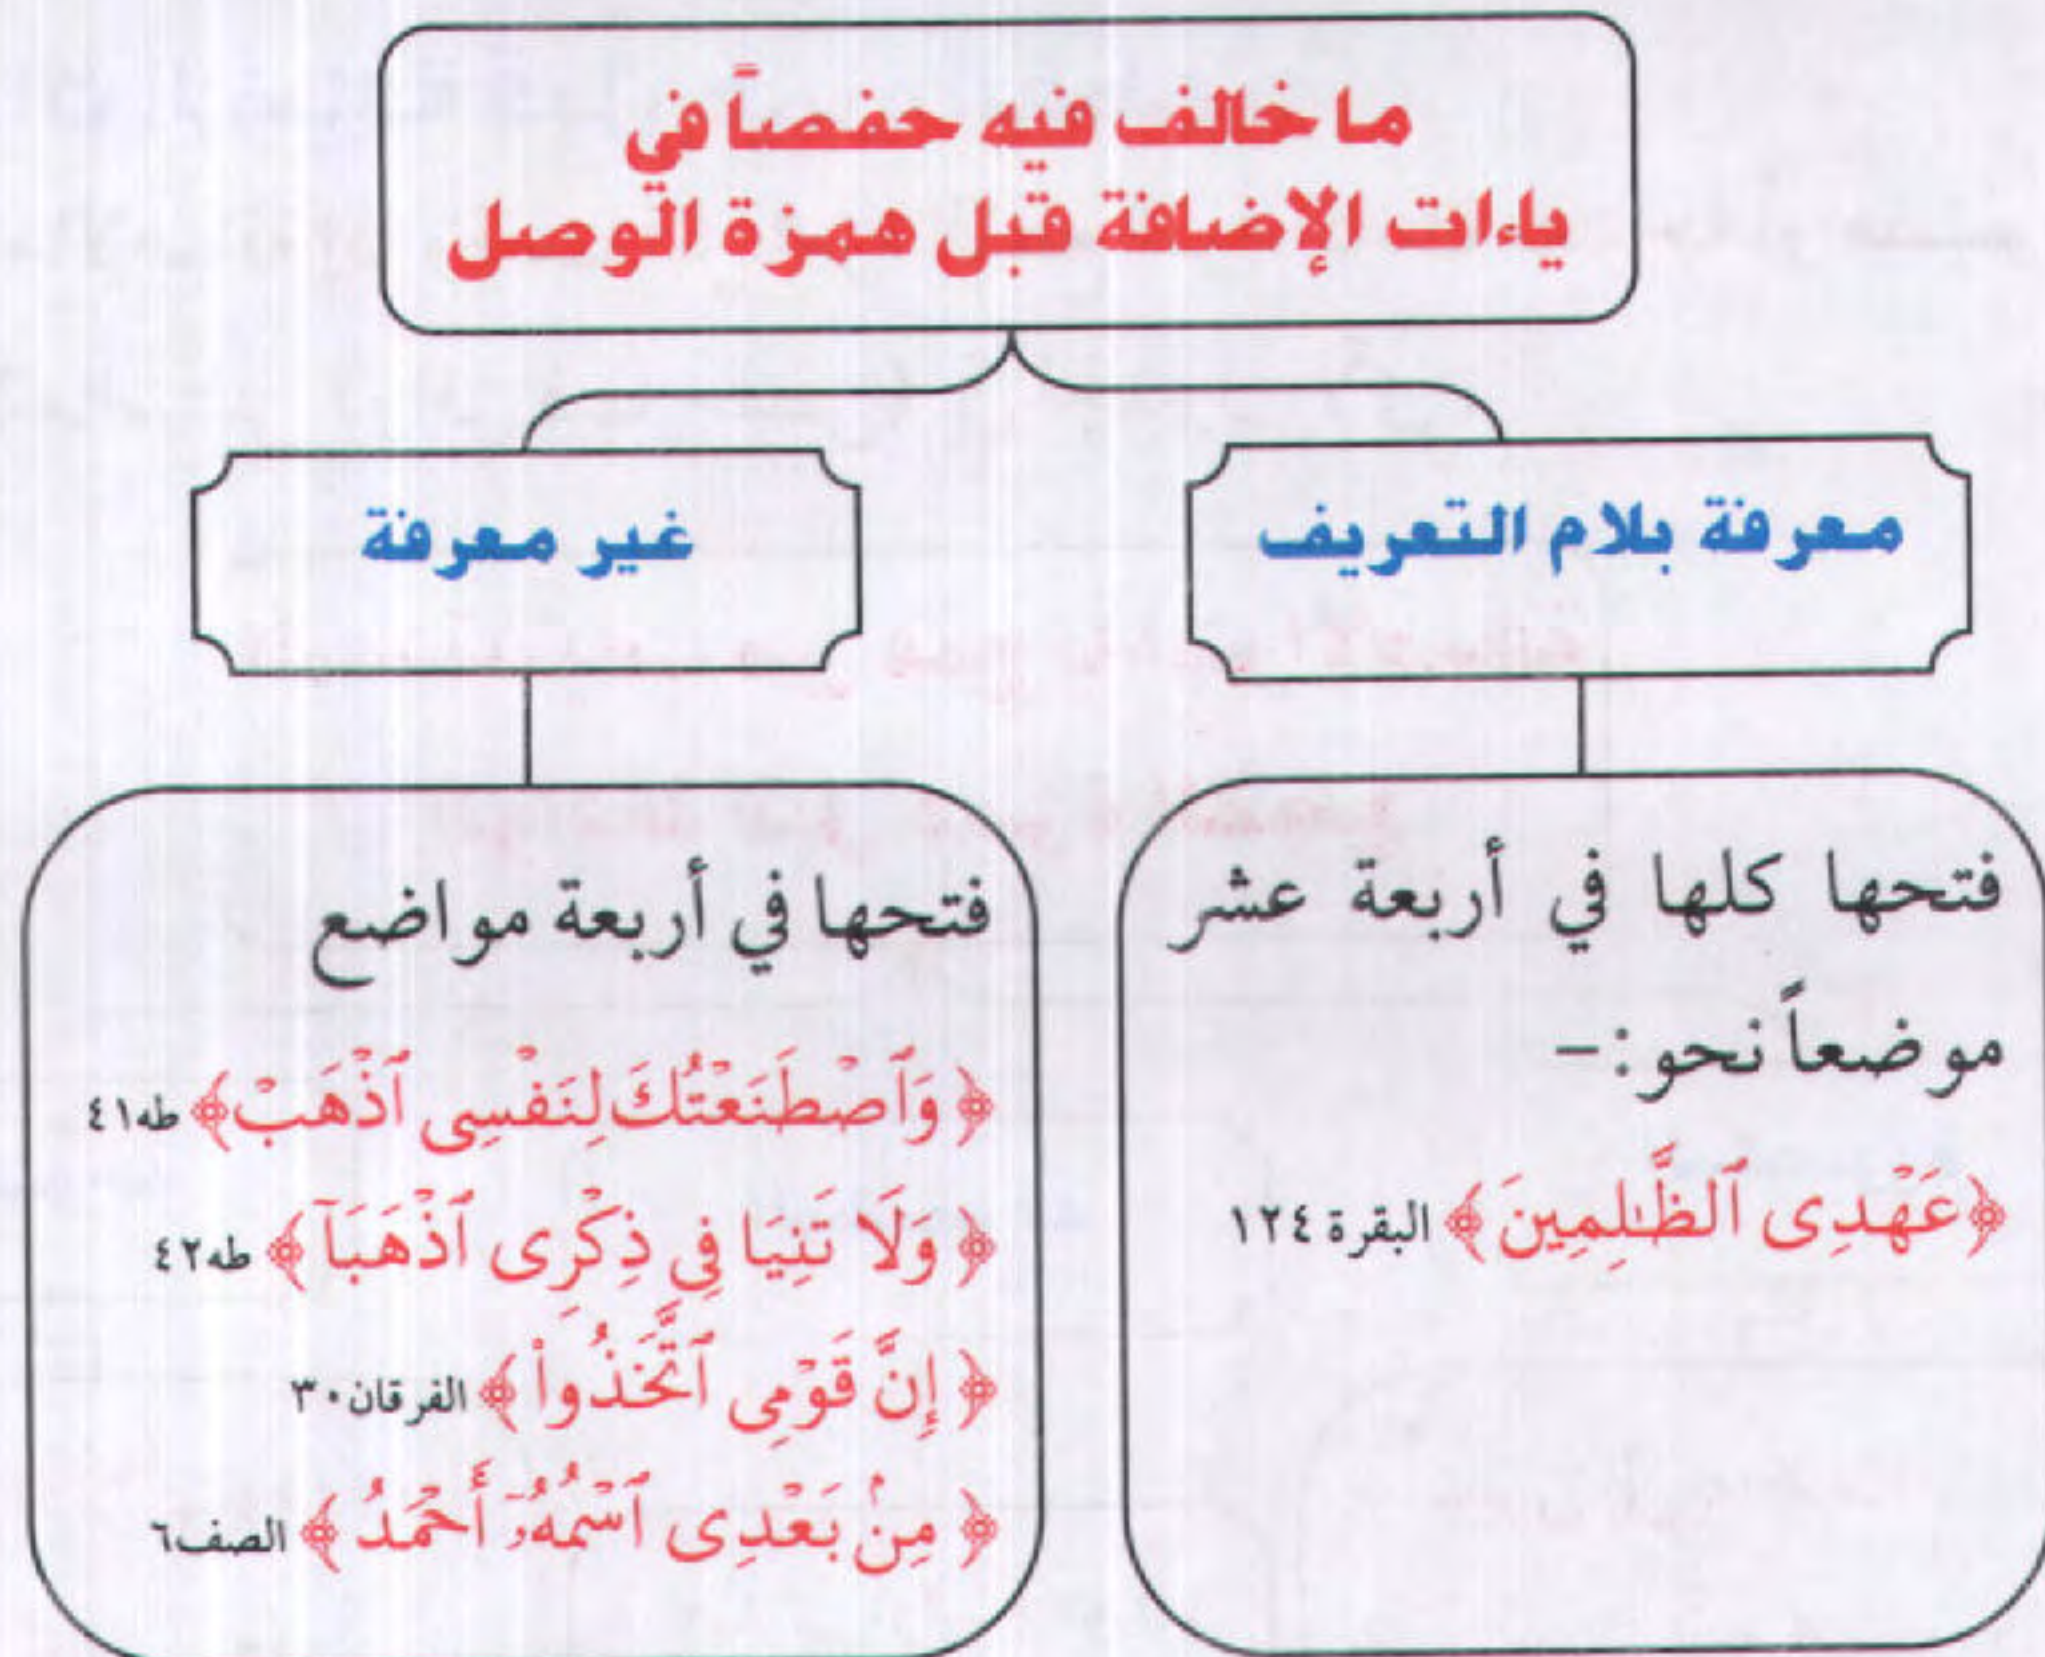 ما خالف فيه حفصاً في
ياءات الإضافة قبل همزة الوصل
معرفة بلام التعريف
غير معرفة
فتحها كلها في أربعة عشر
موضعاً نحو:-
﴿عَهْدِى ٱلظَّٰلِمِينَ﴾ البقرة ١٢٤
فتحها في أربعة مواضع
﴿وَٱصْطَنَعْتُكَ لِنَفْسِى ٱذْهَبْ﴾ طه٤١
﴿وَلَا تَنِيَا فِي ذِكْرِى ٱذْهَبَآ﴾ طه٤٢
﴿إِنَّ قَوْمِى ٱتَّخَذُوا۟﴾ الفرقان٣٠
﴿مِنۢ بَعْدِى ٱسْمُهُۥٓ أَحْمَدُ﴾ الصف٦